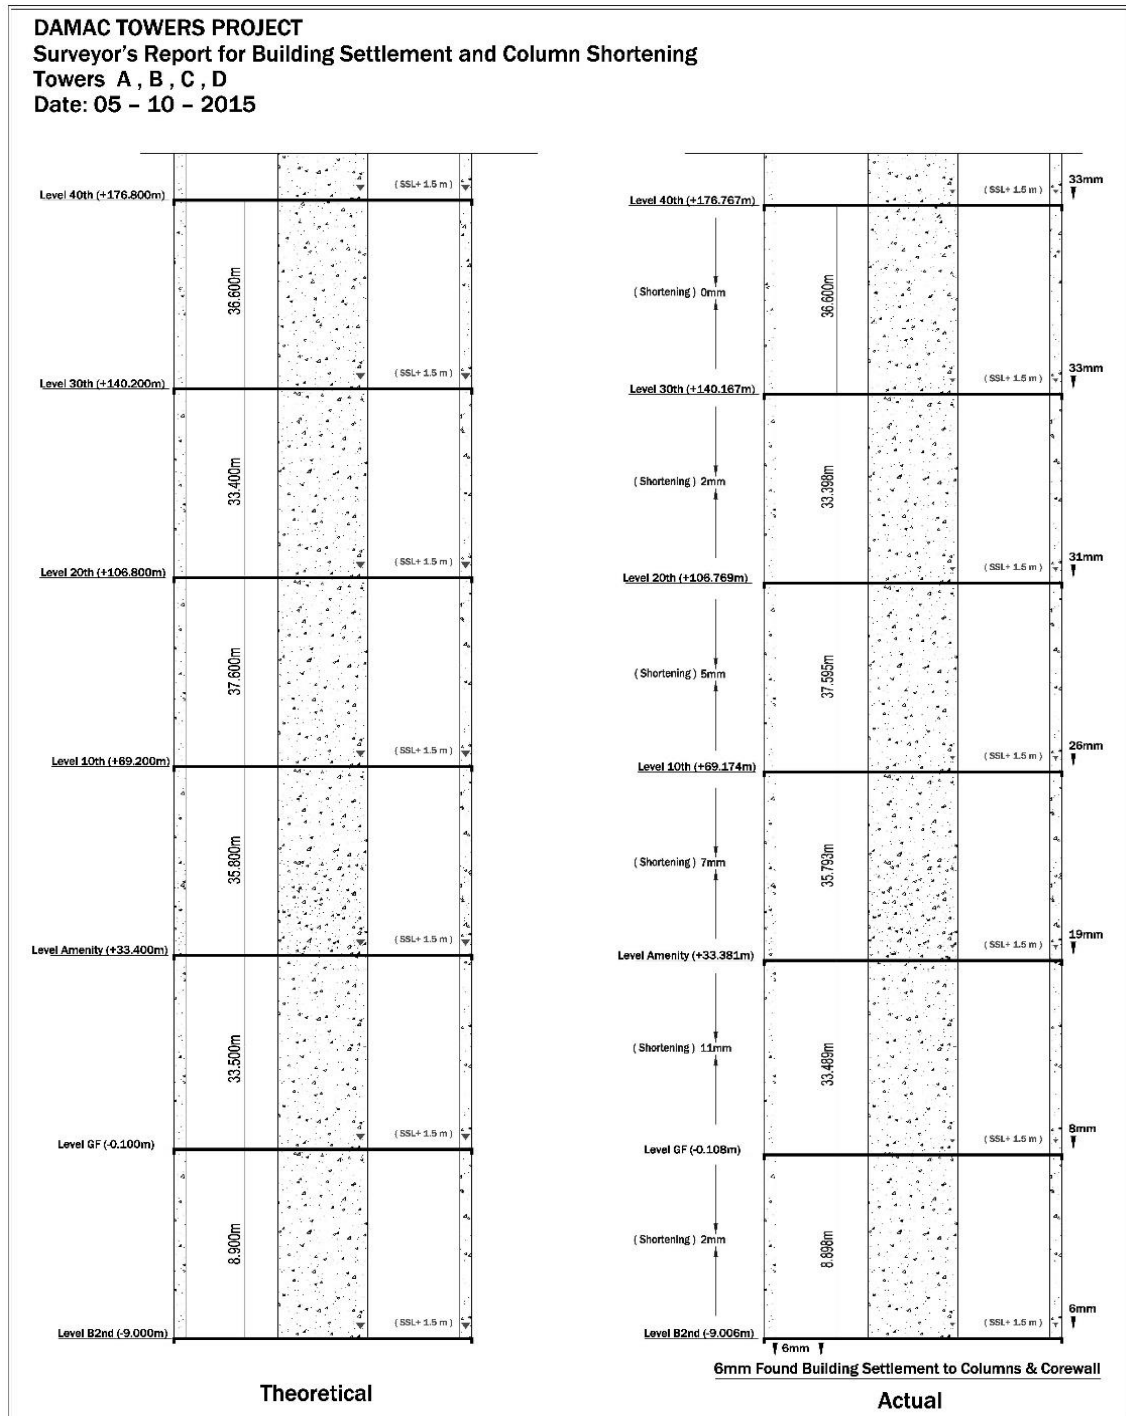 DAMAC TOWERS PROJECT
Surveyor's Report for Building Settlement and Column Shortening
Towers A , B , C , D
Date: 05 – 10 – 2015
Level 40th (+176.800m)
( SSL+ 1.5 m )
36.600m
Level 30th (+140.200m)
( SSL+ 1.5 m )
33.400m
Level 20th (+106.800m)
( SSL+ 1.5 m )
37.600m
Level 10th (+69.200m)
( SSL+ 1.5 m )
35.800m
Level Amenity (+33.400m)
( SSL+ 1.5 m )
33.500m
Level GF (-0.100m)
( SSL+ 1.5 m )
8.900m
Level B2nd (-9.000m)
( SSL+ 1.5 m )
Theoretical
Level 40th (+176.767m)
( SSL+ 1.5 m )
33mm
( Shortening ) 0mm
36.600m
Level 30th (+140.167m)
( SSL+ 1.5 m )
33mm
( Shortening ) 2mm
33.398m
Level 20th (+106.769m)
( SSL+ 1.5 m )
31mm
( Shortening ) 5mm
37.595m
Level 10th (+69.174m)
( SSL+ 1.5 m )
26mm
( Shortening ) 7mm
35.793m
Level Amenity (+33.381m)
( SSL+ 1.5 m )
19mm
( Shortening ) 11mm
33.489m
Level GF (-0.108m)
( SSL+ 1.5 m )
8mm
( Shortening ) 2mm
8.898m
Level B2nd (-9.006m)
( SSL+ 1.5 m )
6mm
6mm
6mm Found Building Settlement to Columns & Corewall
Actual